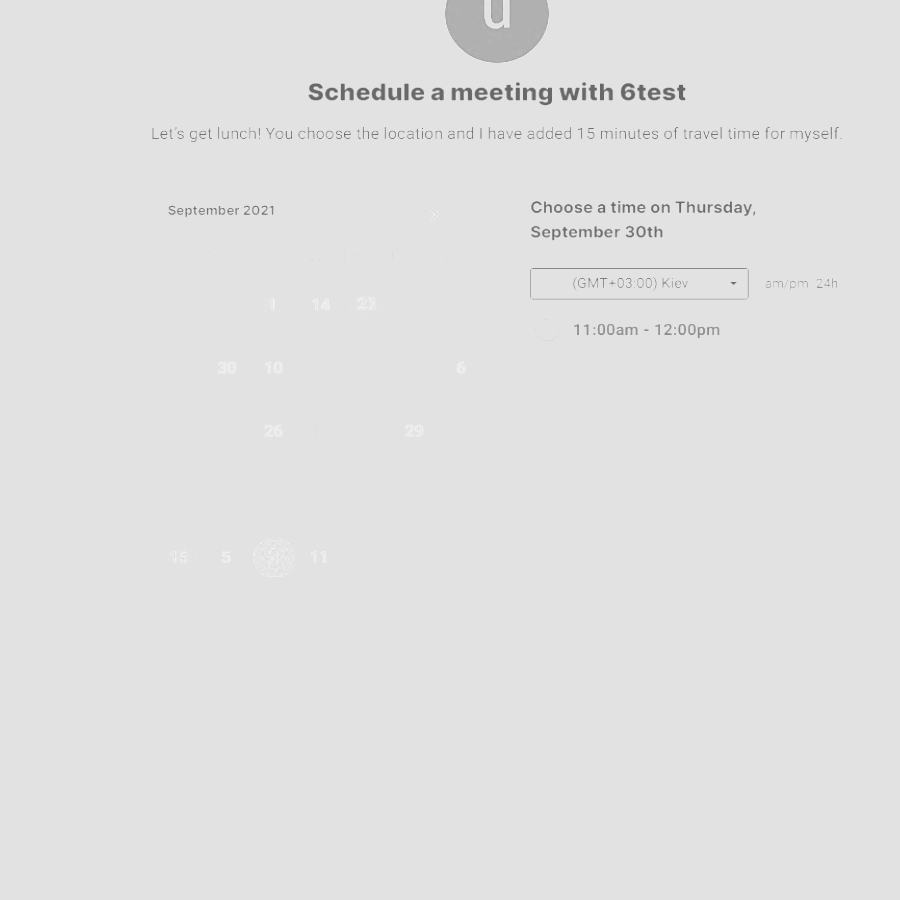 u
Schedule a meeting with 6test
Let's get lunch! You choose the location and I have added 15 minutes of travel time for myself.
September 2021
Choose a time on Thursday,
September 30th
(GMT+03:00) Kiev
am/pm 24h
1 14
11:00am - 12:00pm
30 10 6
26 29
15 5 11